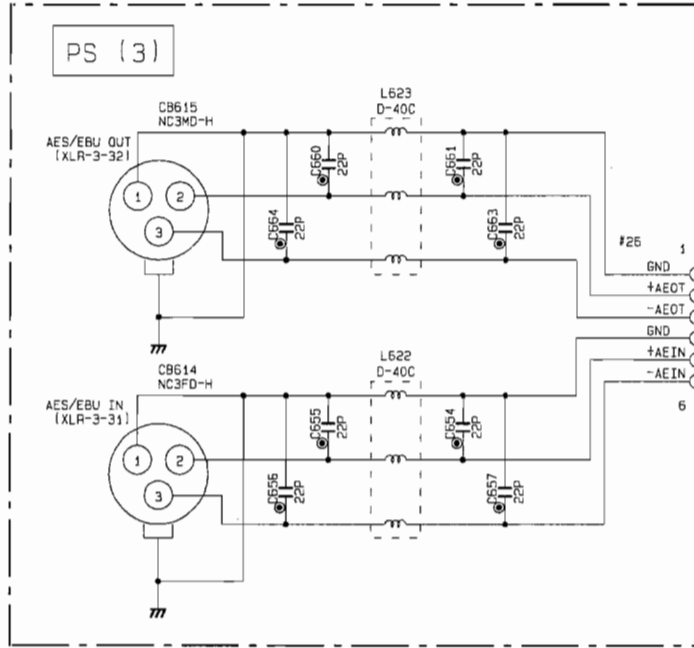 PS (3)
L623
D-40C
CB615
NC3MD-H
AES/EBU OUT
(XLR-3-32)
C660
22P
C661
22P
1
2
3
C664
22P
C663
22P
#26
1
GND
+AEOT
-AEOT
GND
+AEIN
-AEIN
6
L622
D-40C
CB614
NC3FD-H
AES/EBU IN
(XLR-3-31)
C655
22P
C654
22P
1
2
3
C656
22P
C657
22P